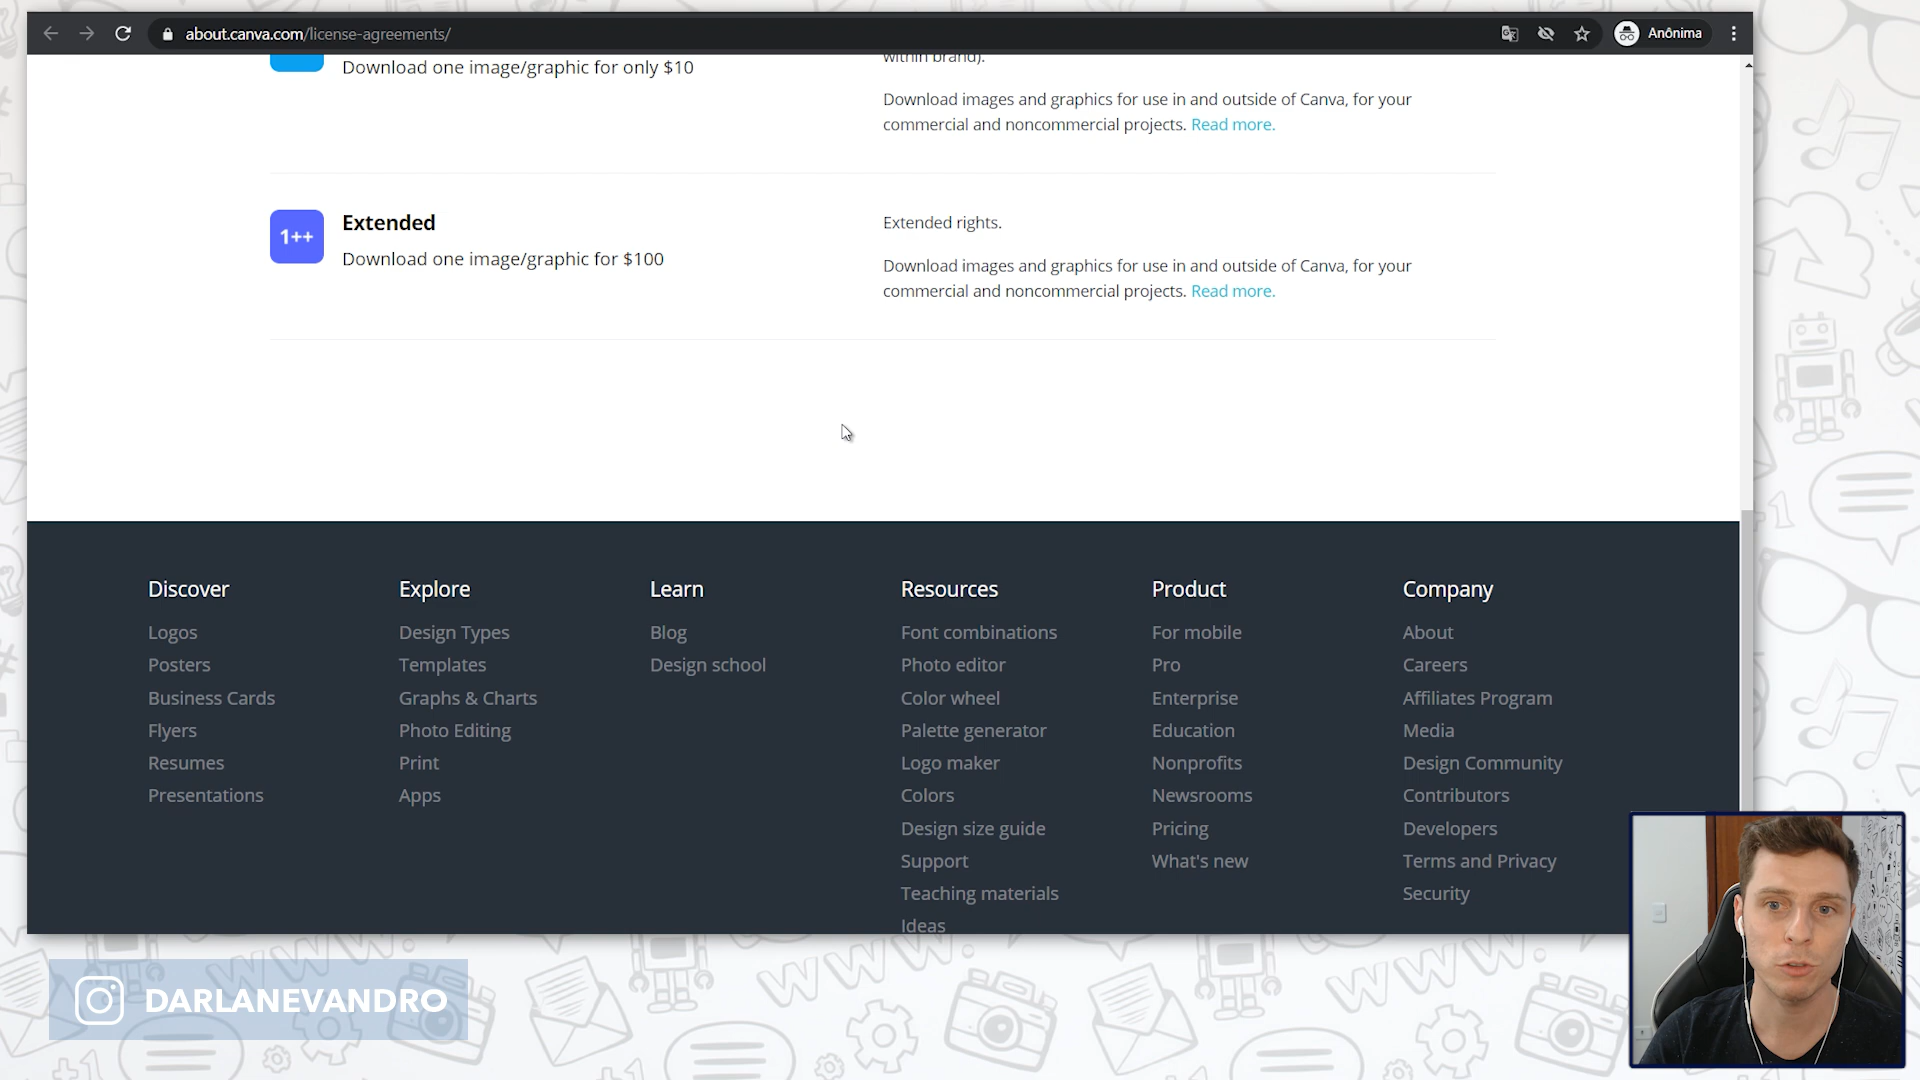 about.canva.com/license-agreements/
Anônima
Download one image/graphic for only $10
within brand).
Download images and graphics for use in and outside of Canva, for your
commercial and noncommercial projects. Read more.
1++
Extended
Download one image/graphic for $100
Extended rights.
Download images and graphics for use in and outside of Canva, for your
commercial and noncommercial projects. Read more.
Discover
Logos
Posters
Business Cards
Flyers
Resumes
Presentations
Explore
Design Types
Templates
Graphs & Charts
Photo Editing
Print
Apps
Learn
Blog
Design school
Resources
Font combinations
Photo editor
Color wheel
Palette generator
Logo maker
Colors
Design size guide
Support
Teaching materials
Ideas
Product
For mobile
Pro
Enterprise
Education
Nonprofits
Newsrooms
Pricing
What's new
Company
About
Careers
Affiliates Program
Media
Design Community
Contributors
Developers
Terms and Privacy
Security
DARLANEVANDRO
www.
www.
+1
+1